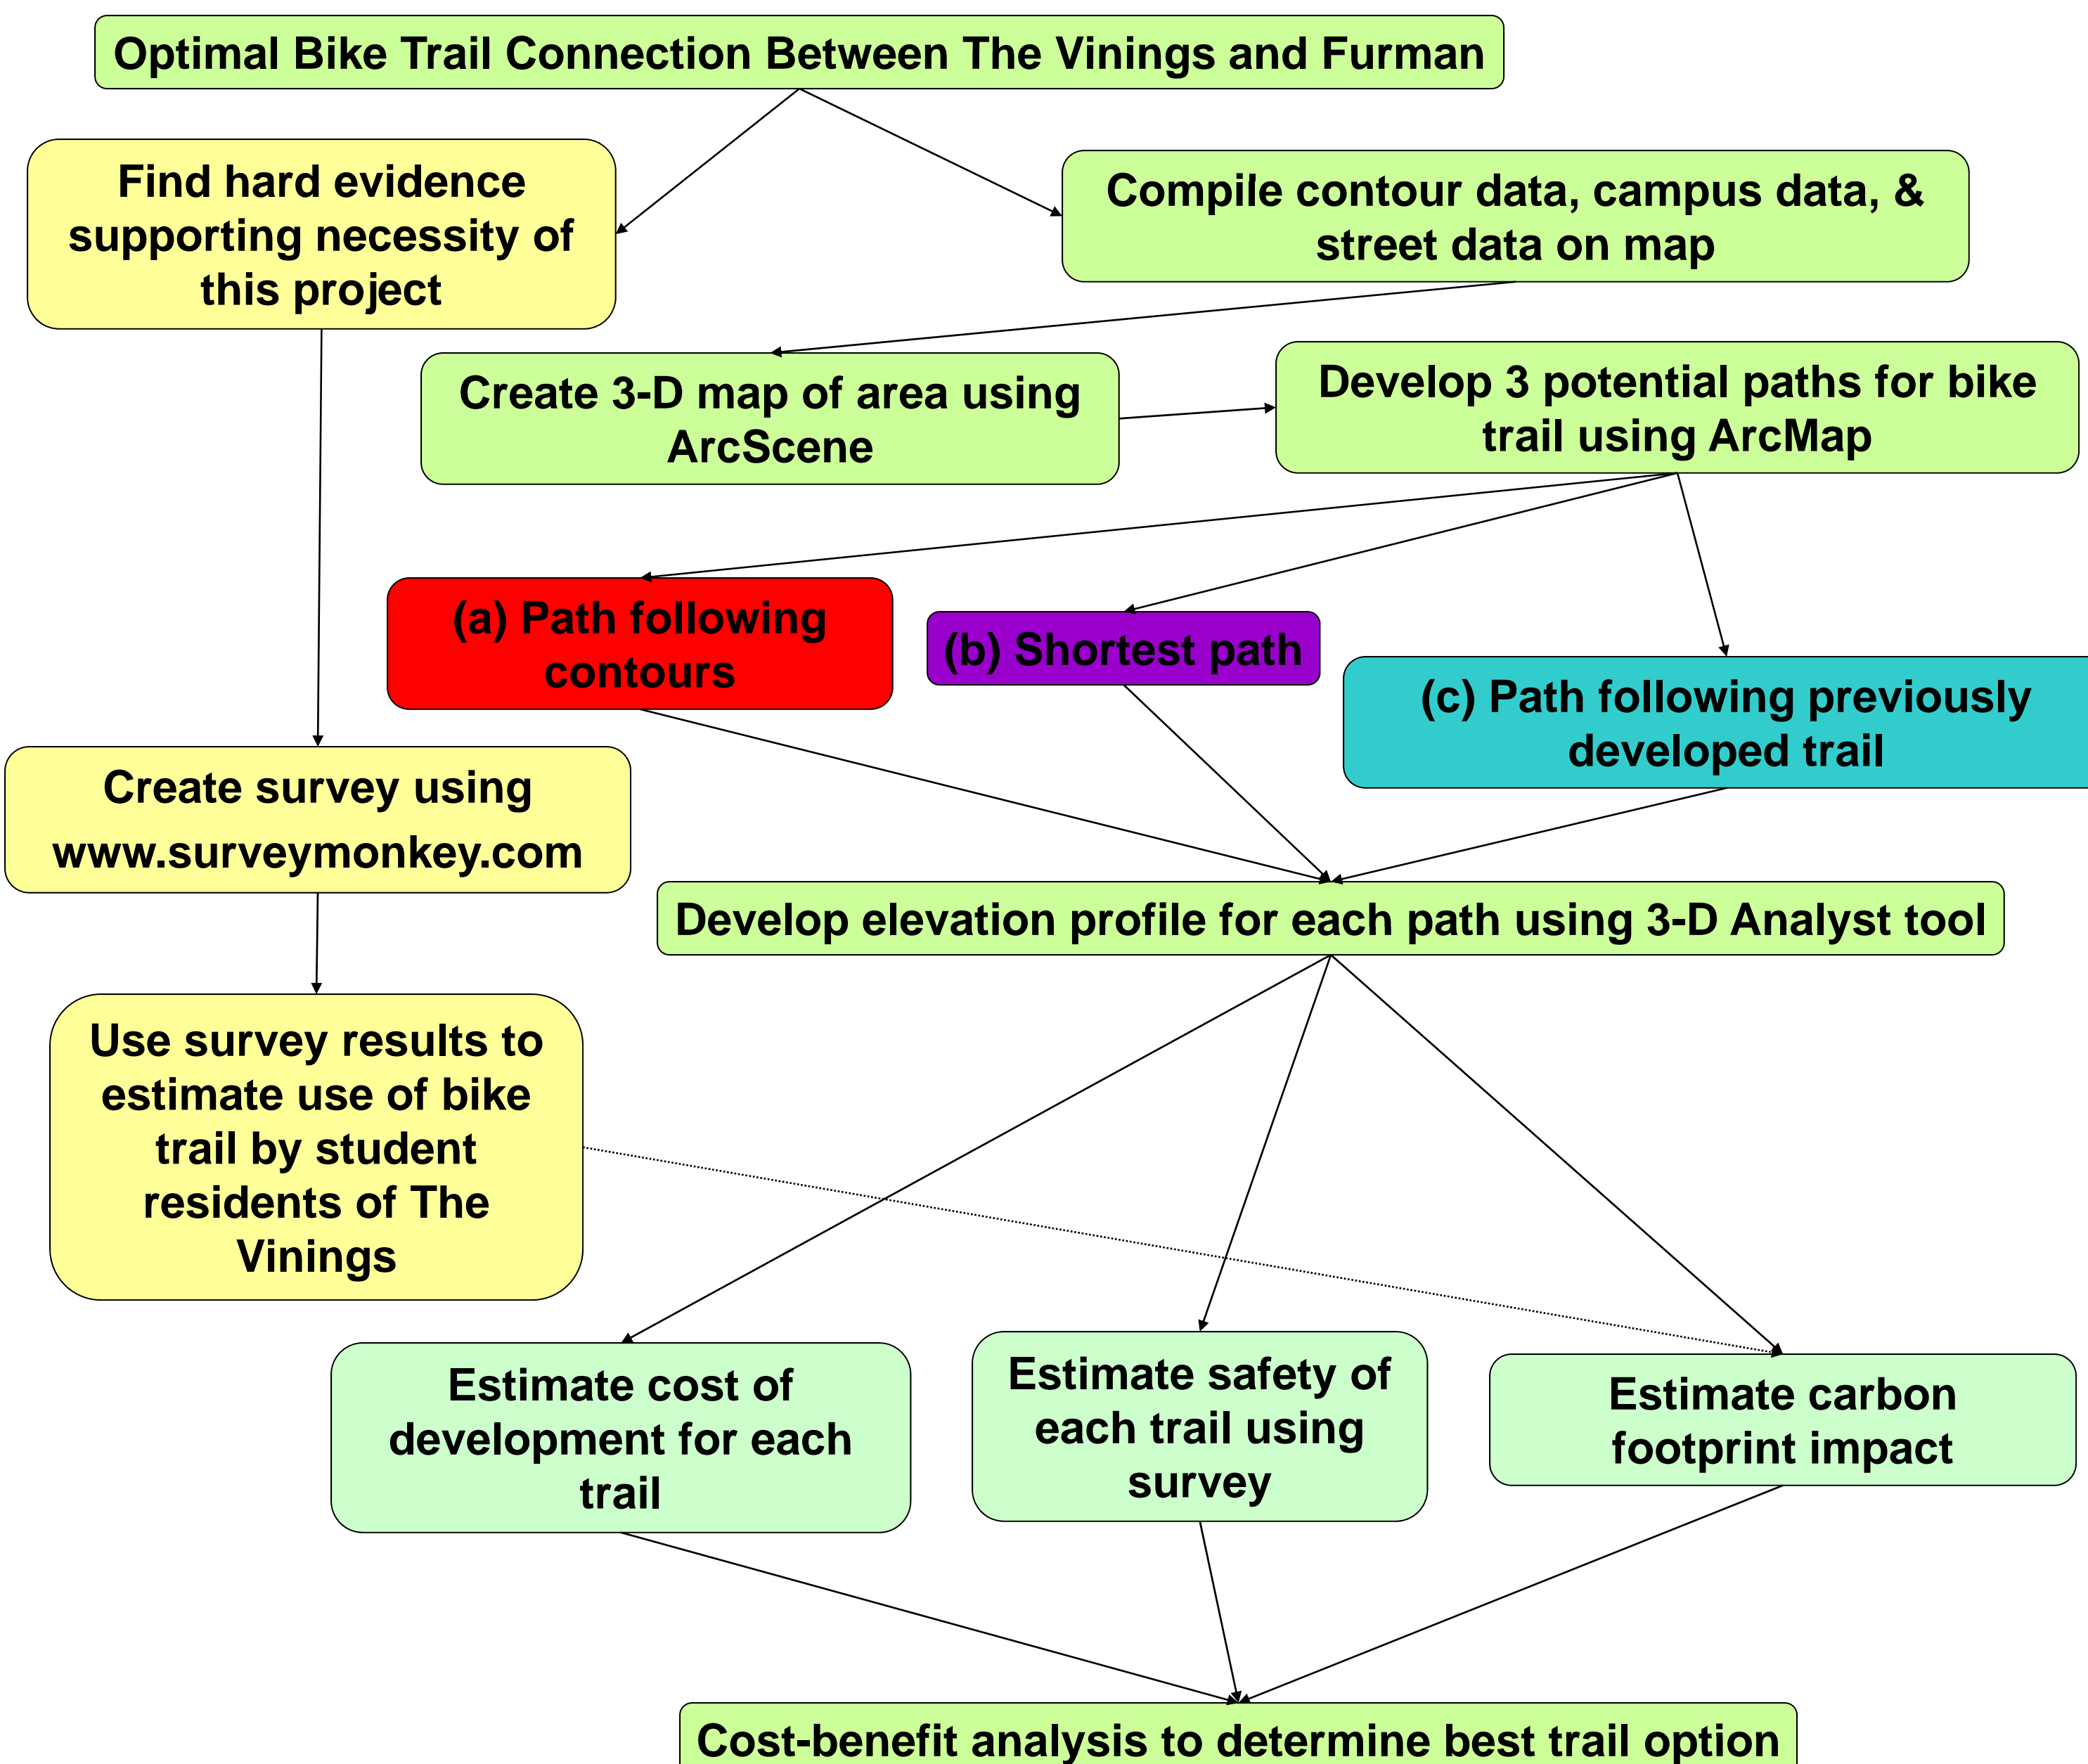 Optimal Bike Trail Connection Between The Vinings and Furman
Find hard evidence
supporting necessity of
this project
Compile contour data, campus data, &
street data on map
Create 3-D map of area using
ArcScene
Develop 3 potential paths for bike
trail using ArcMap
(a) Path following
contours
(b) Shortest path
(c) Path following previously
developed trail
Create survey using
www.surveymonkey.com
Develop elevation profile for each path using 3-D Analyst tool
Use survey results to
estimate use of bike
trail by student
residents of The
Vinings
Estimate cost of
development for each
trail
Estimate safety of
each trail using
survey
Estimate carbon
footprint impact
Cost-benefit analysis to determine best trail option